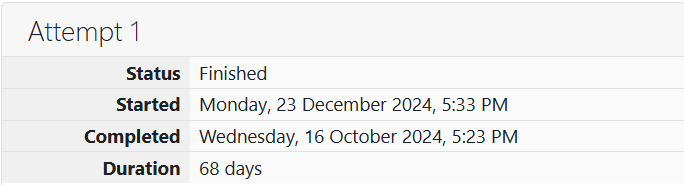 Attempt 1
Status Finished
Started Monday, 23 December 2024, 5:33 PM
Completed Wednesday, 16 October 2024, 5:23 PM
Duration 68 days